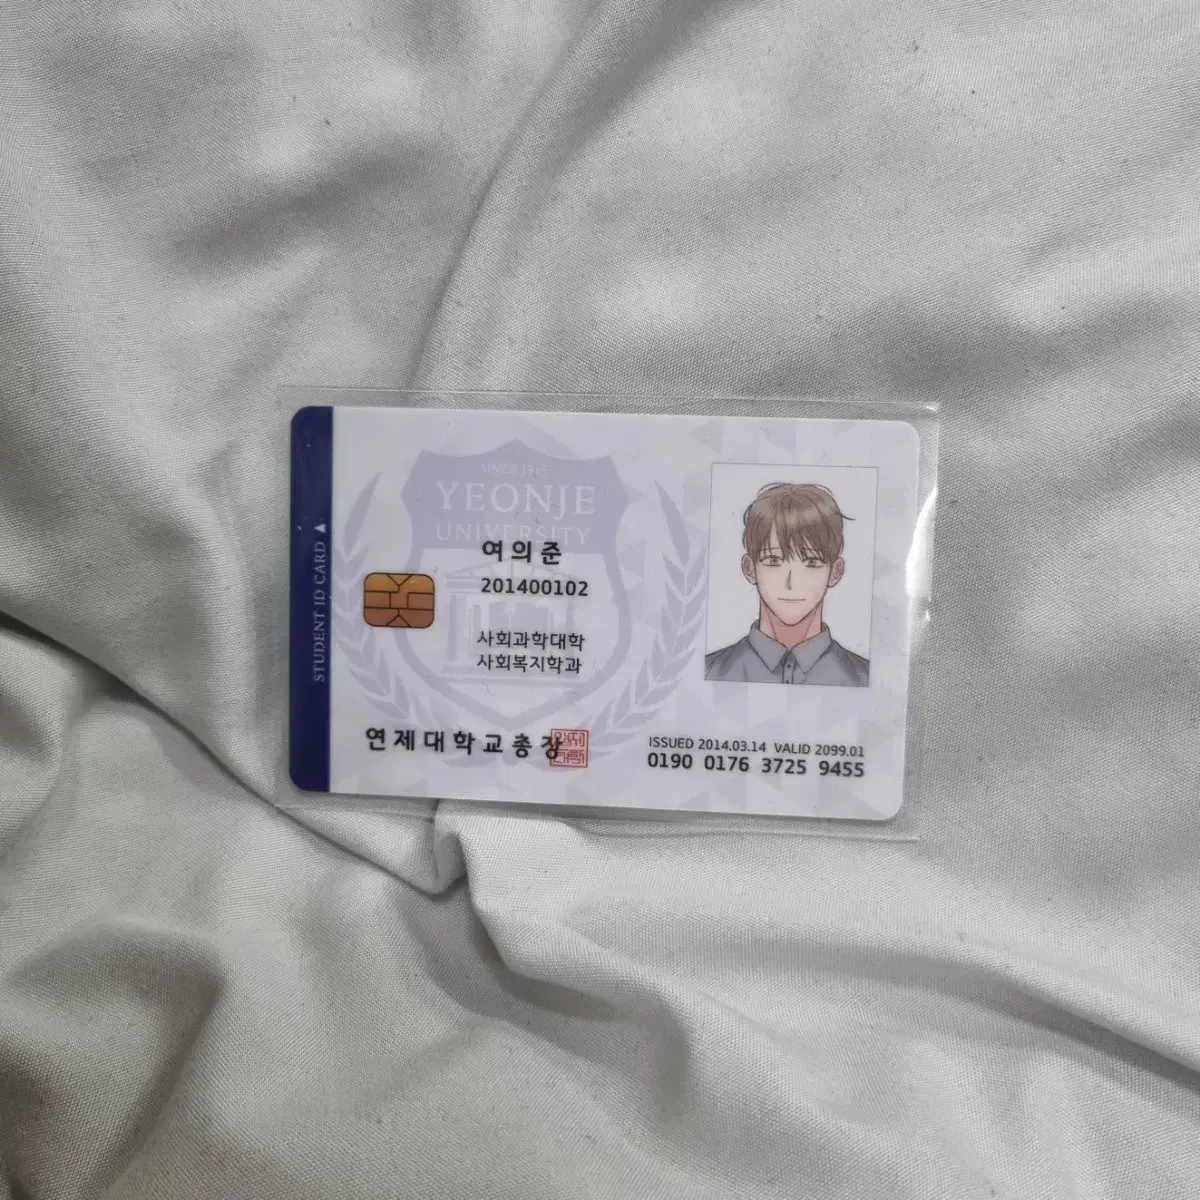 STUDENT ID CARD ▲
SINCE 1915
YEONJE
UNIVERSITY
여의준
201400102
사회과학대학
사회복지학과
연제대학교총장
ISSUED 2014.03.14 VALID 2099.01
0190 0176 3725 9455